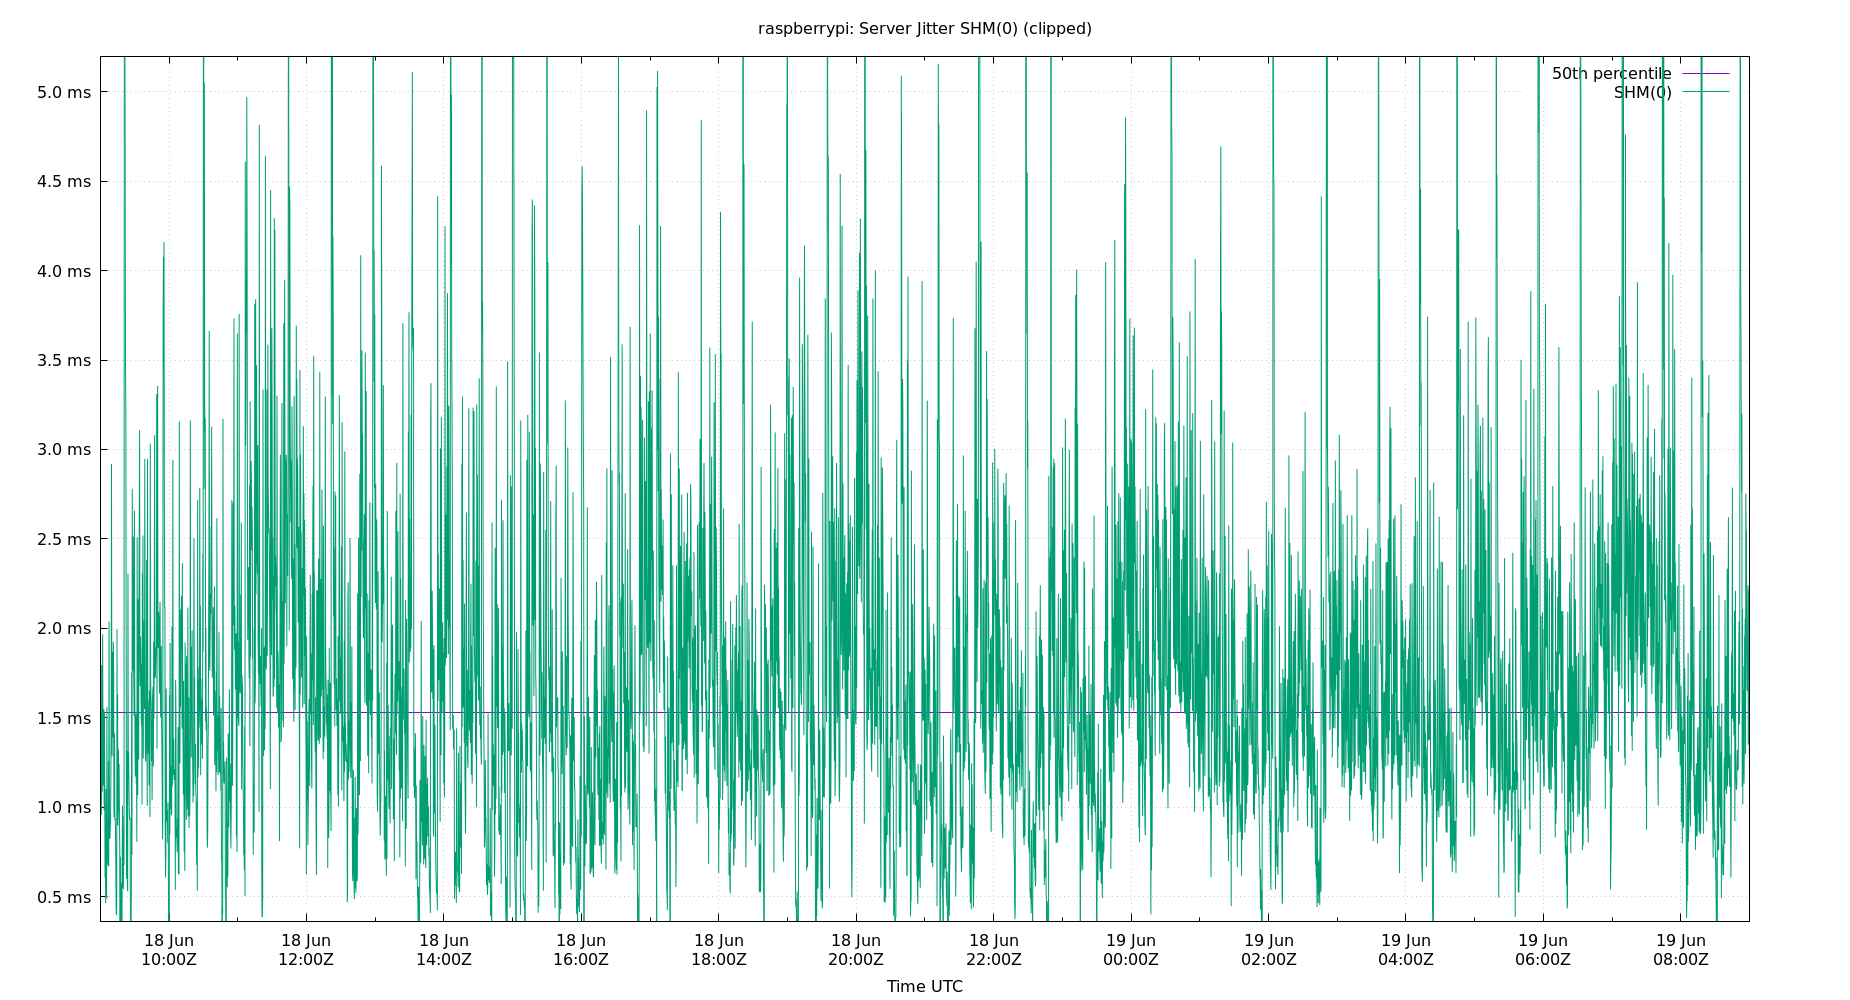 raspberrypi: Server Jitter SHM(0) (clipped)
50th percentile
SHM(0)
5.0 ms
4.5 ms
4.0 ms
3.5 ms
3.0 ms
2.5 ms
2.0 ms
1.5 ms
1.0 ms
0.5 ms
18 Jun 18 Jun 18 Jun 18 Jun 18 Jun 18 Jun 18 Jun 19 Jun 19 Jun 19 Jun 19 Jun 19 Jun
10:00Z 12:00Z 14:00Z 16:00Z 18:00Z 20:00Z 22:00Z 00:00Z 02:00Z 04:00Z 06:00Z 08:00Z
Time UTC